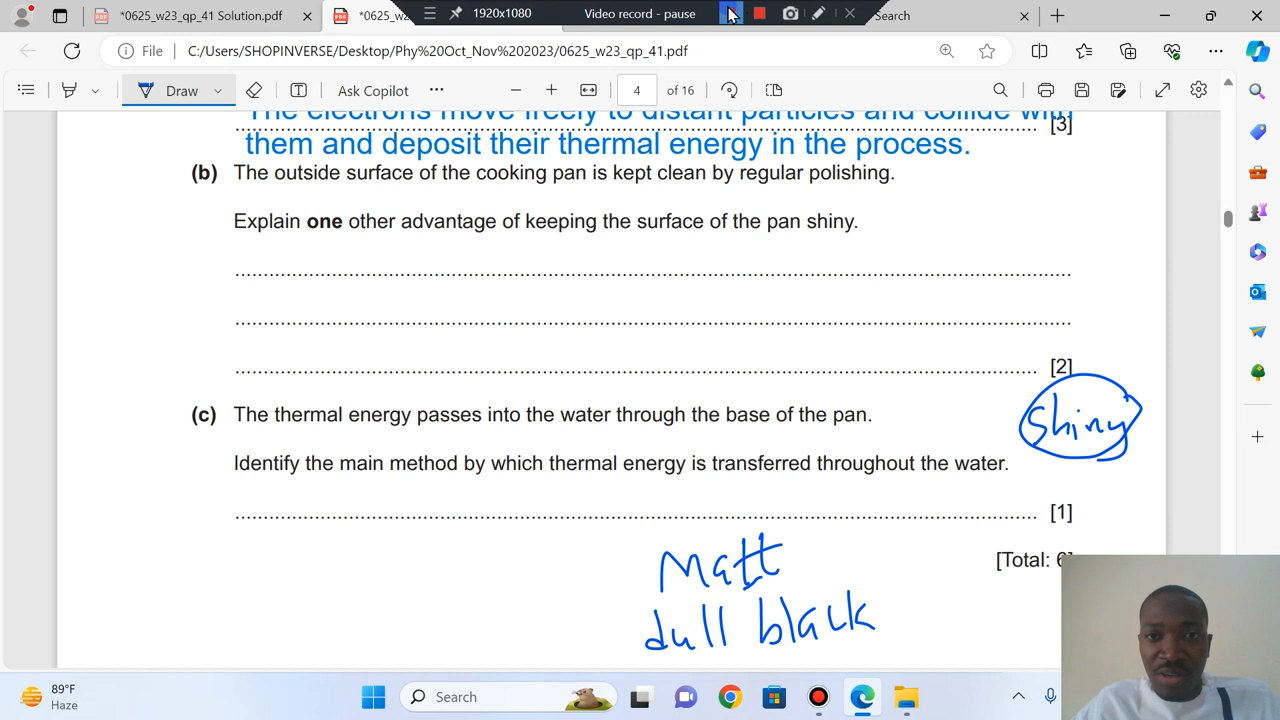 *0625_w23_qp_41 Solution.pdf
*0625_w2
1920x1080
Video record - pause
Search
File
C:/Users/SHOPINVERSE/Desktop/Phy%20Oct_Nov%202023/0625_w23_qp_41.pdf
Draw
Ask Copilot
4
of 16
The electrons move freely to distant particles and collide with
[3]
them and deposit their thermal energy in the process.
(b) The outside surface of the cooking pan is kept clean by regular polishing.
Explain one other advantage of keeping the surface of the pan shiny.
[2]
(c) The thermal energy passes into the water through the base of the pan.
Shiny
Identify the main method by which thermal energy is transferred throughout the water.
[1]
Matt
[Total: 6
dull black
89°F
Haze
Search